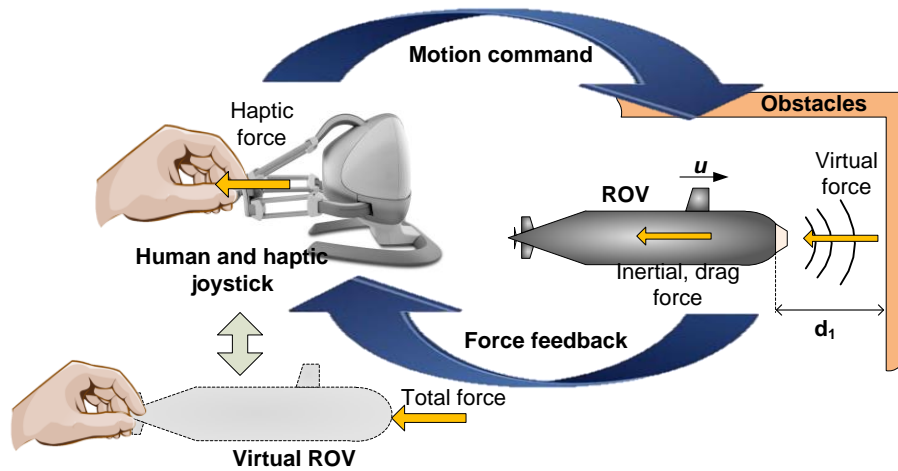 Motion command
Obstacles
Haptic
force
Virtual
force
u
ROV
Human and haptic
joystick
Inertial, drag
force
d₁
Force feedback
Total force
Virtual ROV